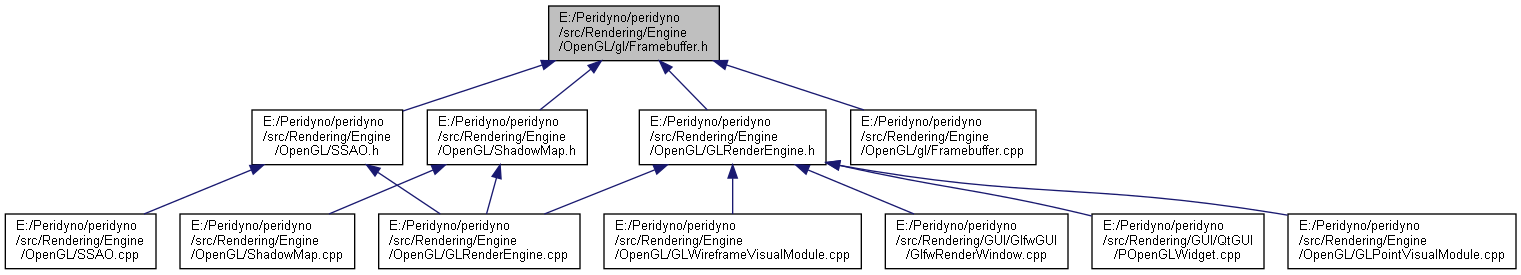 E:/Peridyno/peridyno
/src/Rendering/Engine
/OpenGL/gl/Framebuffer.h
E:/Peridyno/peridyno
/src/Rendering/Engine
/OpenGL/SSAO.h
E:/Peridyno/peridyno
/src/Rendering/Engine
/OpenGL/ShadowMap.h
E:/Peridyno/peridyno
/src/Rendering/Engine
/OpenGL/GLRenderEngine.h
E:/Peridyno/peridyno
/src/Rendering/Engine
/OpenGL/gl/Framebuffer.cpp
E:/Peridyno/peridyno
/src/Rendering/Engine
/OpenGL/SSAO.cpp
E:/Peridyno/peridyno
/src/Rendering/Engine
/OpenGL/ShadowMap.cpp
E:/Peridyno/peridyno
/src/Rendering/Engine
/OpenGL/GLRenderEngine.cpp
E:/Peridyno/peridyno
/src/Rendering/Engine
/OpenGL/GLWireframeVisualModule.cpp
E:/Peridyno/peridyno
/src/Rendering/GUI/GlfwGUI
/GlfwRenderWindow.cpp
E:/Peridyno/peridyno
/src/Rendering/GUI/QtGUI
/POpenGLWidget.cpp
E:/Peridyno/peridyno
/src/Rendering/Engine
/OpenGL/GLPointVisualModule.cpp